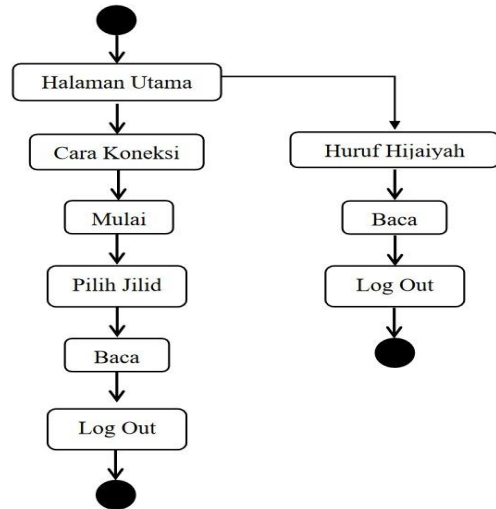 Halaman Utama
Cara Koneksi
Mulai
Pilih Jilid
Baca
Log Out
Huruf Hijaiyah
Baca
Log Out